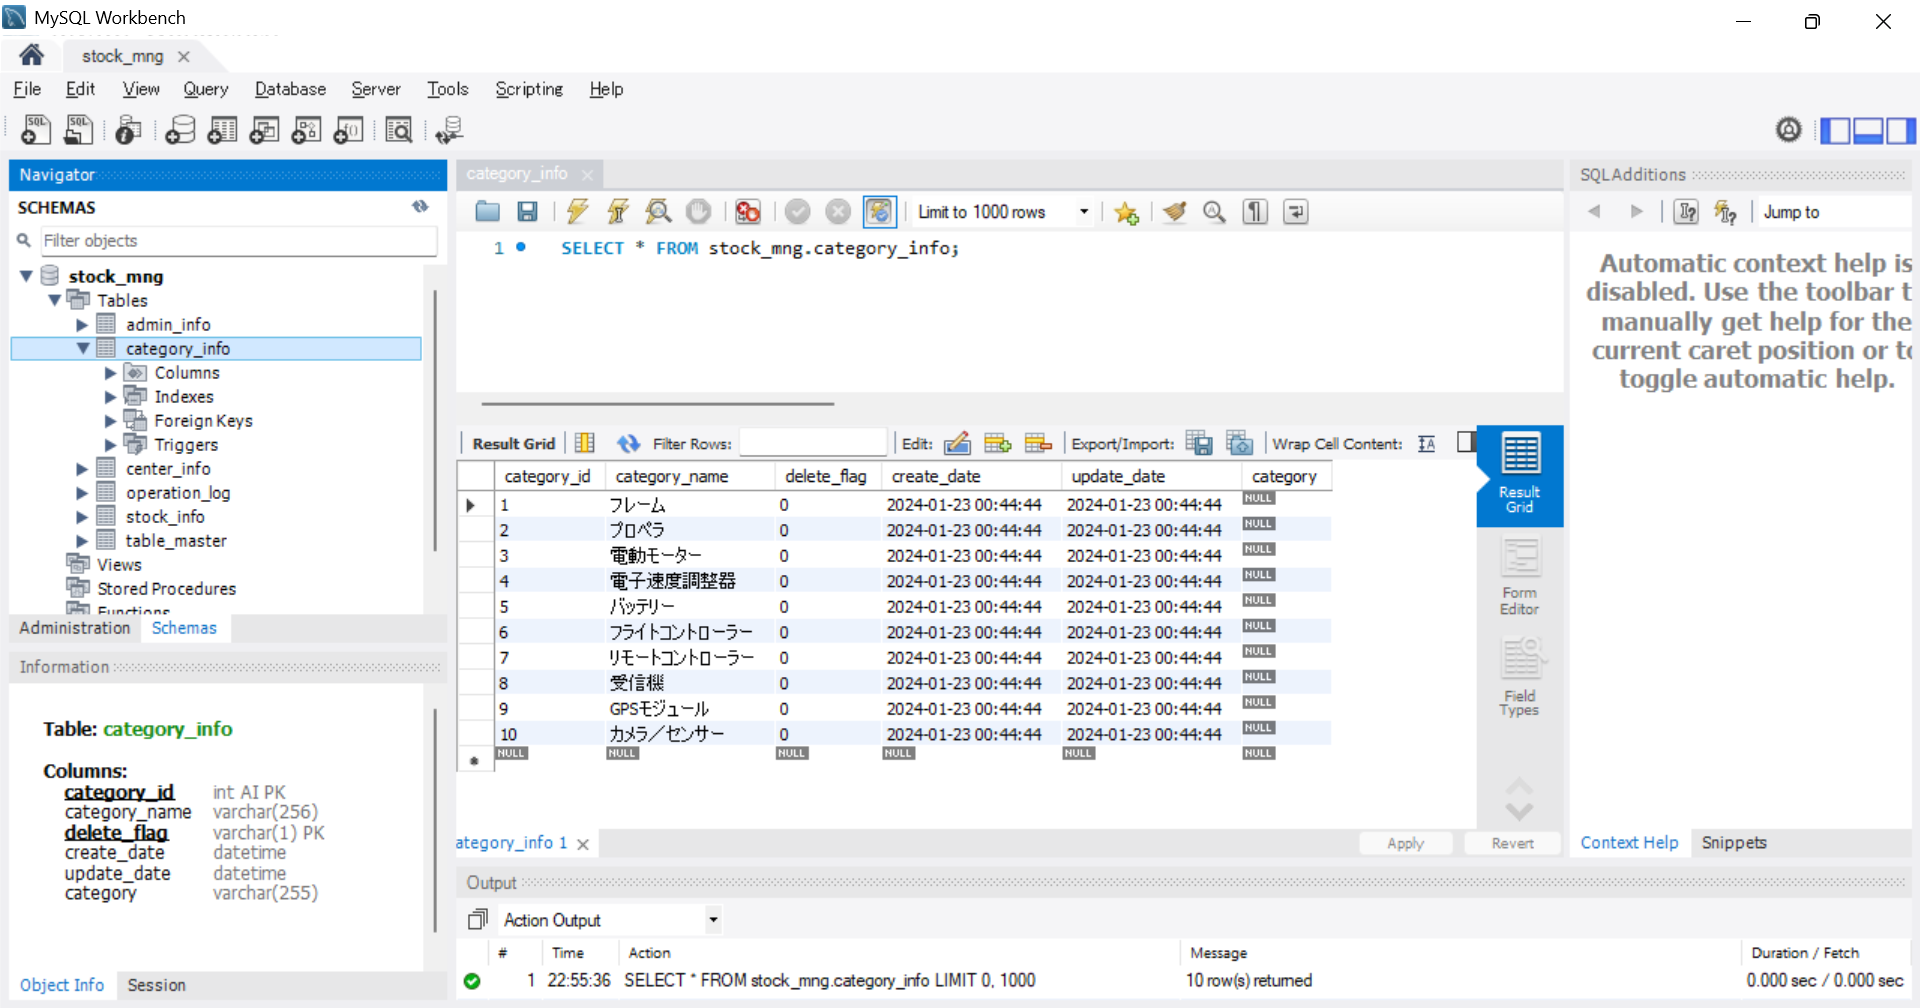 MySQL Workbench
stock_mng
File Edit View Query Database Server Tools Scripting Help
Navigator
SCHEMAS
Filter objects
stock_mng
Tables
admin_info
category_info
Columns
Indexes
Foreign Keys
Triggers
center_info
operation_log
stock_info
table_master
Views
Stored Procedures
Functions
Administration Schemas
Information
Table: category_info
Columns:
category_id int AI PK
category_name varchar(256)
delete_flag varchar(1) PK
create_date datetime
update_date datetime
category varchar(255)
Object Info Session
category_info
Limit to 1000 rows
1 SELECT * FROM stock_mng.category_info;
Result Grid Filter Rows: Edit: Export/Import: Wrap Cell Content:
category_id category_name delete_flag create_date update_date category
1 フレーム 0 2024-01-23 00:44:44 2024-01-23 00:44:44 NULL
2 プロペラ 0 2024-01-23 00:44:44 2024-01-23 00:44:44 NULL
3 電動モーター 0 2024-01-23 00:44:44 2024-01-23 00:44:44 NULL
4 電子速度調整器 0 2024-01-23 00:44:44 2024-01-23 00:44:44 NULL
5 バッテリー 0 2024-01-23 00:44:44 2024-01-23 00:44:44 NULL
6 フライトコントローラー 0 2024-01-23 00:44:44 2024-01-23 00:44:44 NULL
7 リモートコントローラー 0 2024-01-23 00:44:44 2024-01-23 00:44:44 NULL
8 受信機 0 2024-01-23 00:44:44 2024-01-23 00:44:44 NULL
9 GPSモジュール 0 2024-01-23 00:44:44 2024-01-23 00:44:44 NULL
10 カメラ／センサー 0 2024-01-23 00:44:44 2024-01-23 00:44:44 NULL
NULL NULL NULL NULL NULL NULL
Result
Grid
Form
Editor
Field
Types
ategory_info 1
Apply Revert
SQLAdditions
Jump to
Automatic context help is
disabled. Use the toolbar t
manually get help for the
current caret position or to
toggle automatic help.
Context Help Snippets
Output
Action Output
# Time Action Message Duration / Fetch
1 22:55:36 SELECT * FROM stock_mng.category_info LIMIT 0, 1000 10 row(s) returned 0.000 sec / 0.000 sec